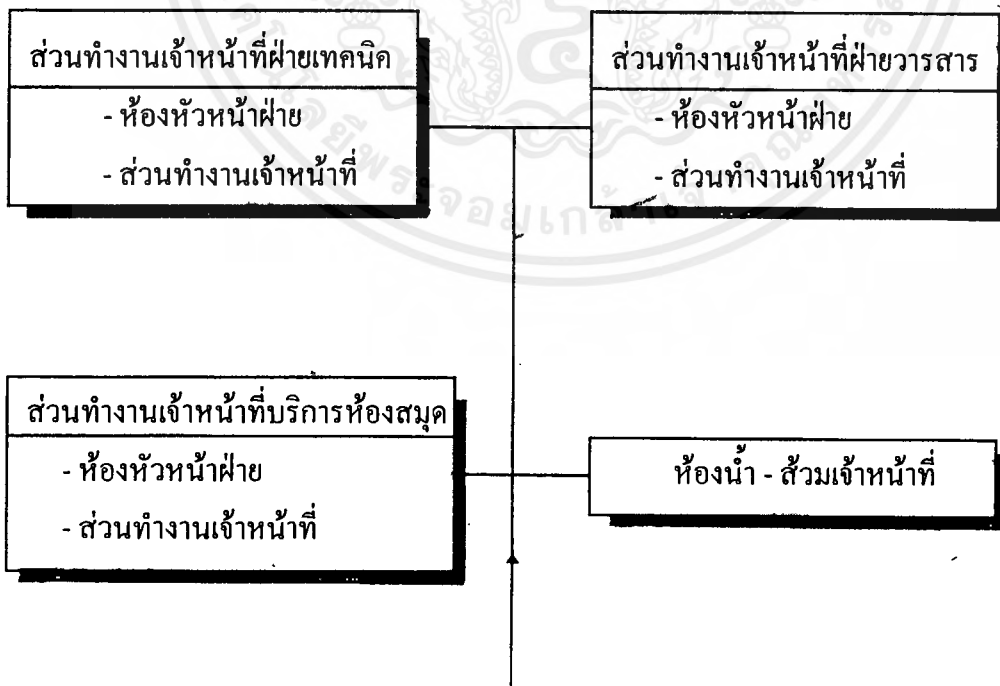 ส่วนทำงานเจ้าหน้าที่ฝ่ายเทคนิค
- ห้องหัวหน้าฝ่าย
- ส่วนทำงานเจ้าหน้าที่
ส่วนทำงานเจ้าหน้าที่ฝ่ายวารสาร
- ห้องหัวหน้าฝ่าย
- ส่วนทำงานเจ้าหน้าที่
ส่วนทำงานเจ้าหน้าที่บริการห้องสมุด
- ห้องหัวหน้าฝ่าย
- ส่วนทำงานเจ้าหน้าที่
ห้องน้ำ - ส้วมเจ้าหน้าที่